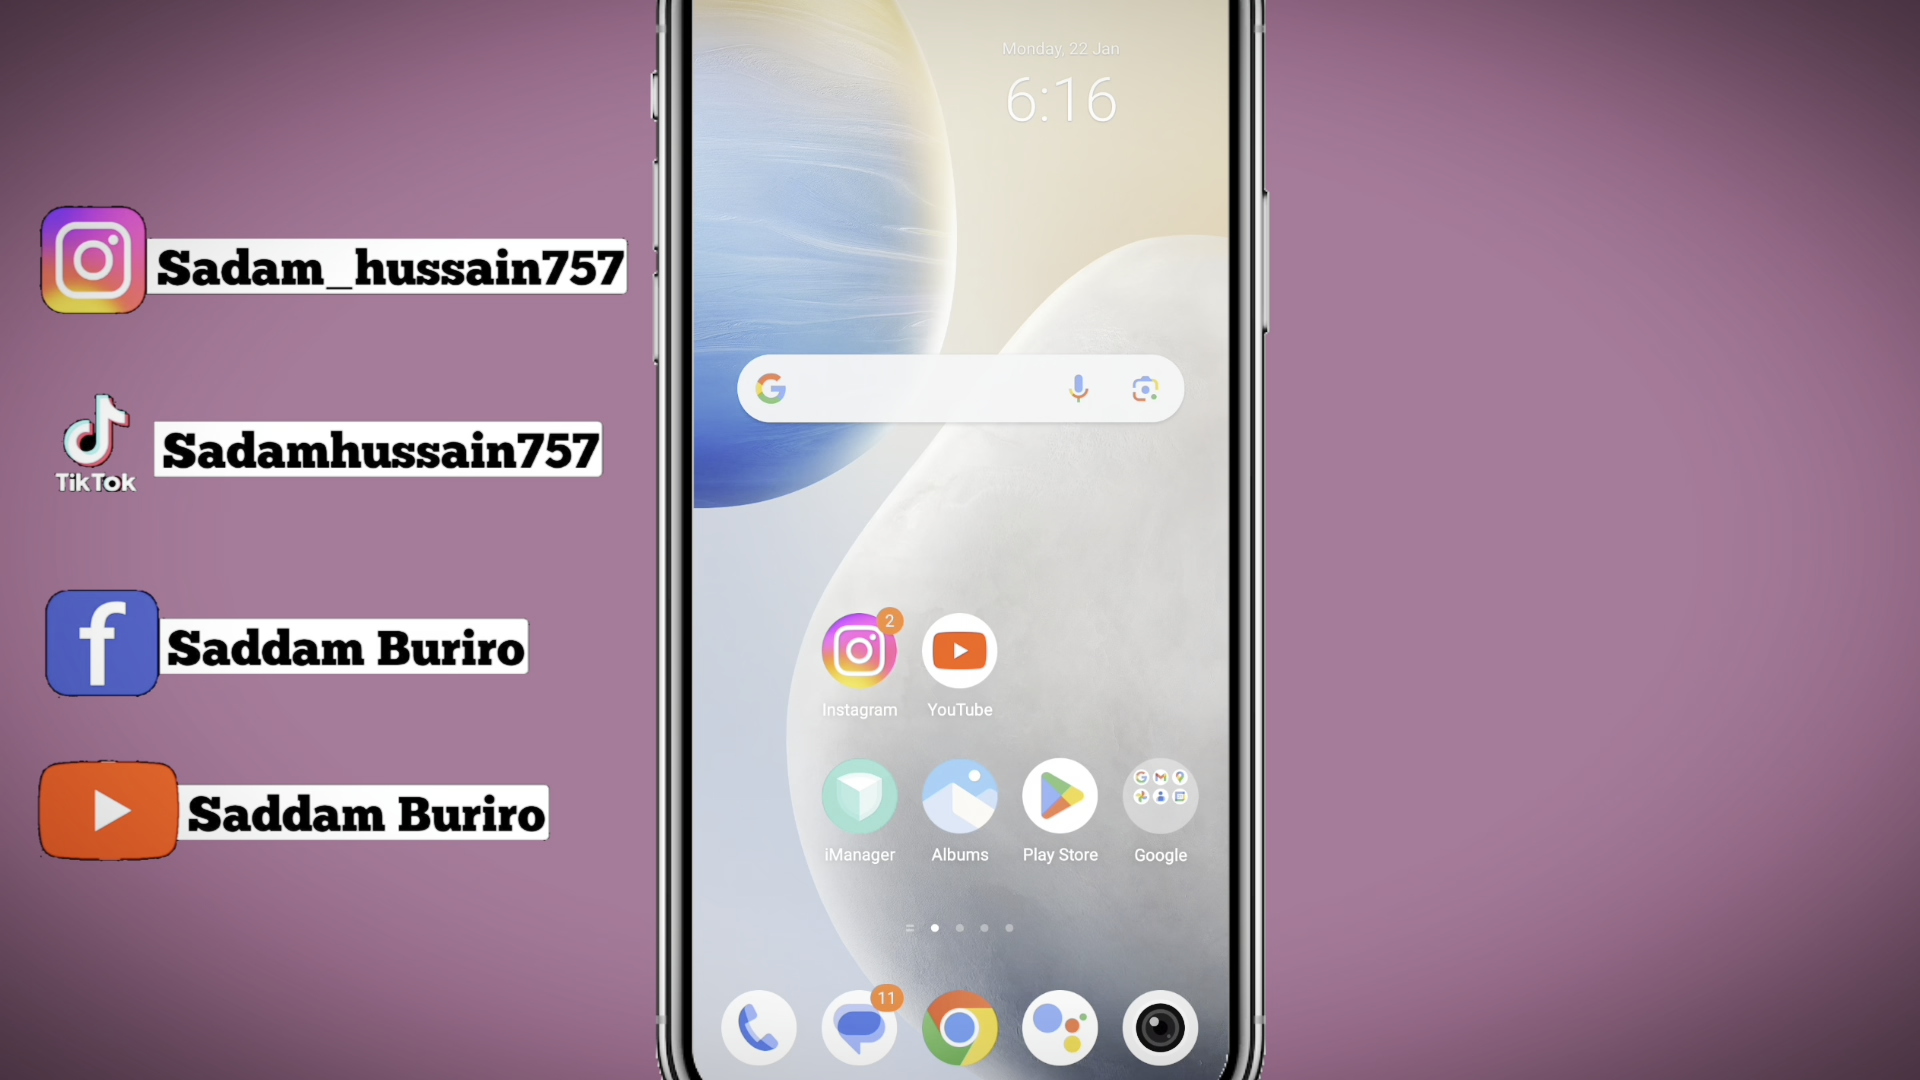 Sadam_hussain757
TikTok
Sadamhussain757
Saddam Buriro
Saddam Buriro
Monday, 22 Jan
6:16
2
Instagram
YouTube
iManager
Albums
Play Store
Google
11